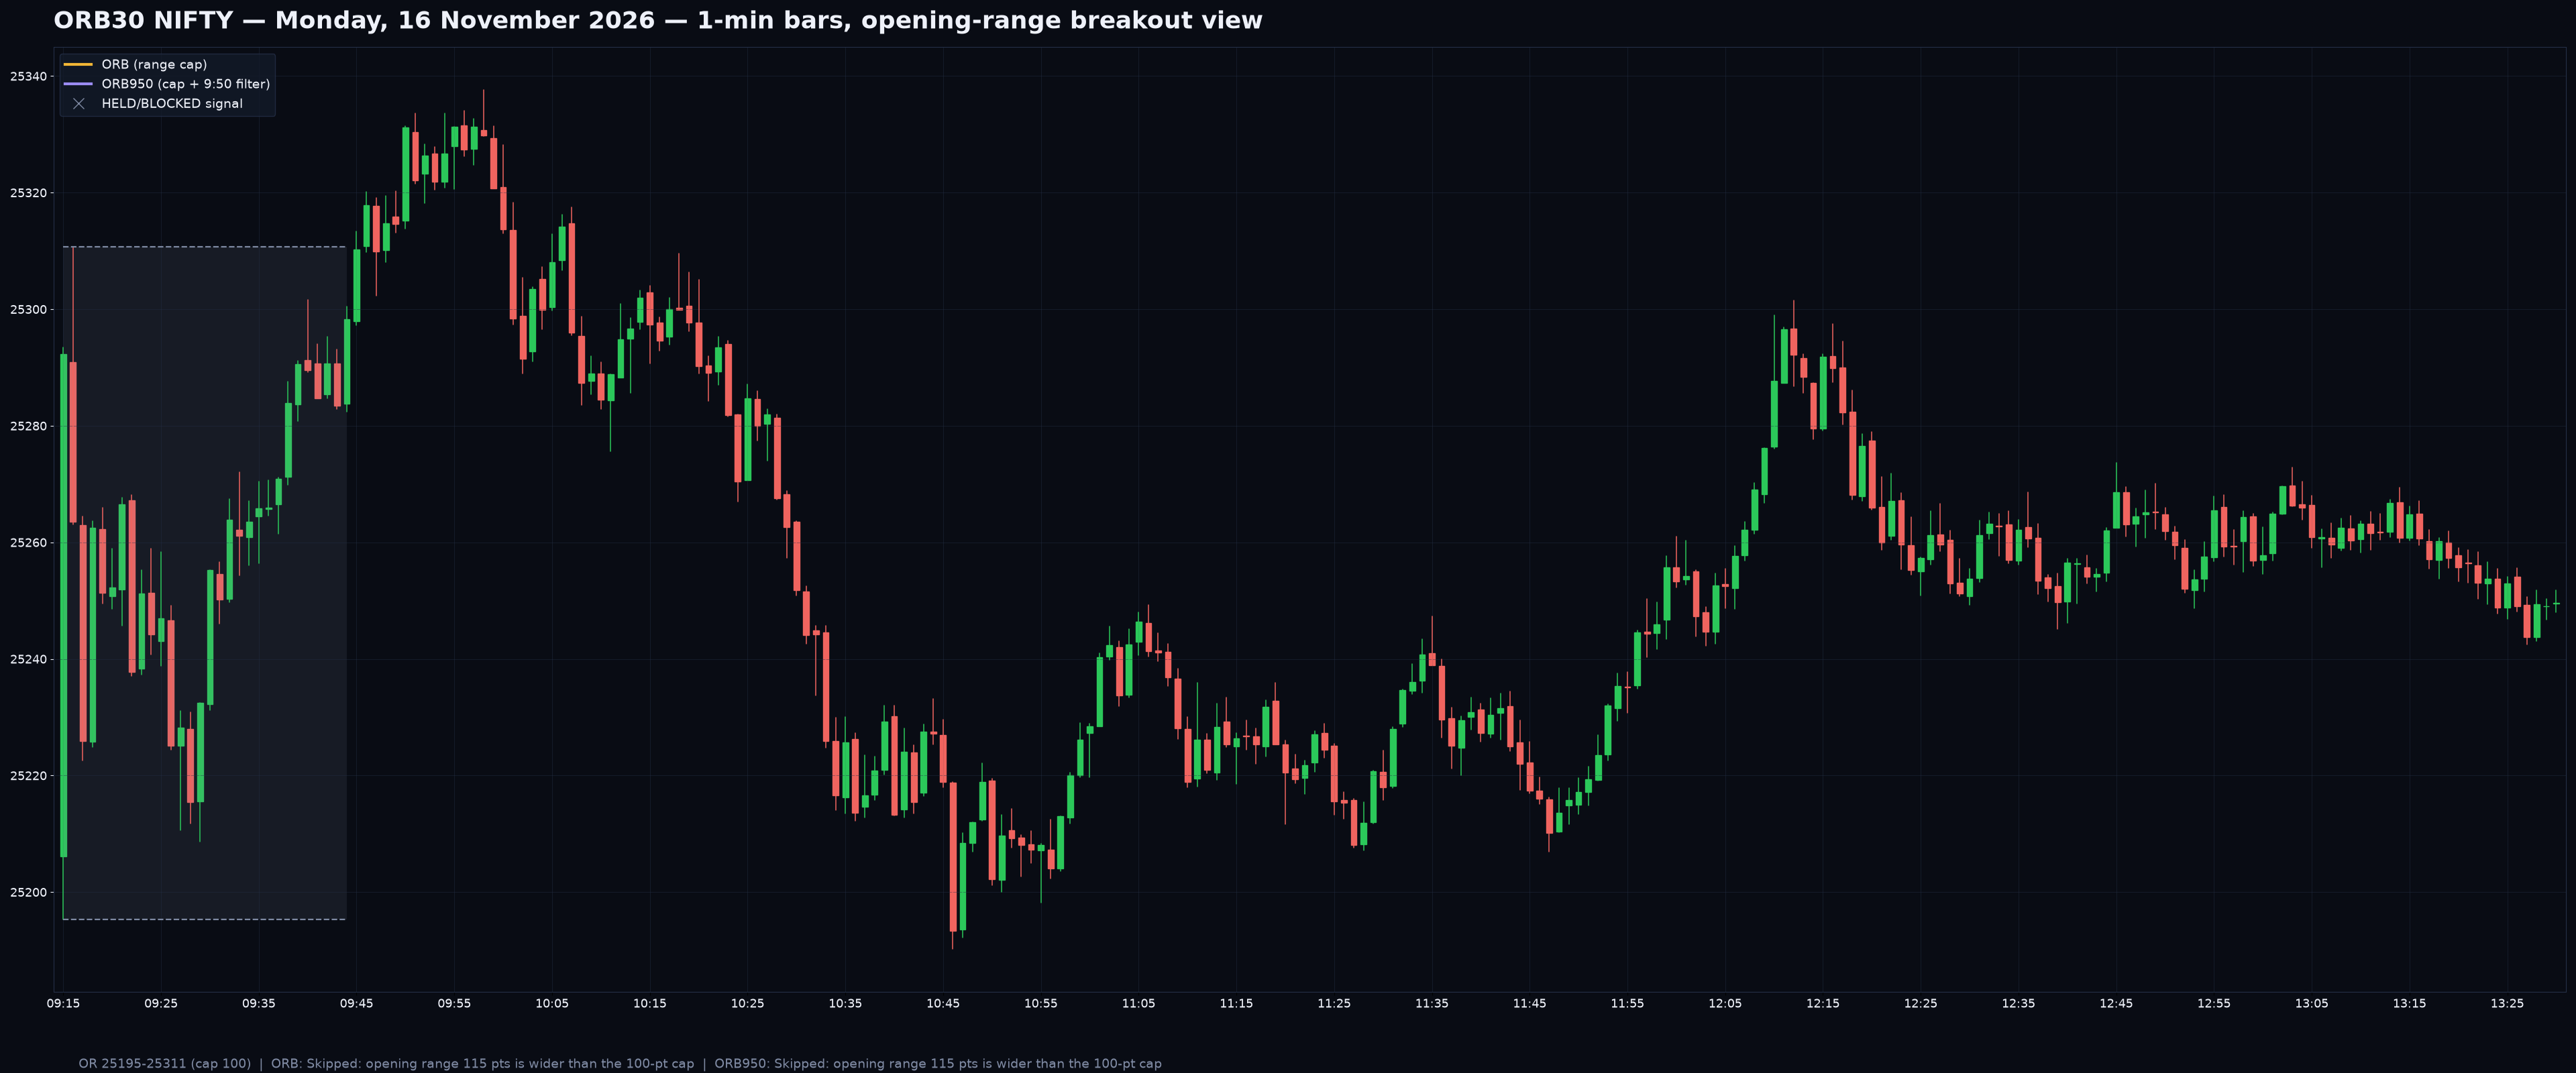 ORB30 NIFTY — Monday, 16 November 2026 — 1-min bars, opening-range breakout view
ORB (range cap)
ORB950 (cap + 9:50 filter)
HELD/BLOCKED signal
25340
25320
25300
25280
25260
25240
25220
25200
09:15 09:25 09:35 09:45 09:55 10:05 10:15 10:25 10:35 10:45 10:55 11:05 11:15 11:25 11:35 11:45 11:55 12:05 12:15 12:25 12:35 12:45 12:55 13:05 13:15 13:25
OR 25195-25311 (cap 100) | ORB: Skipped: opening range 115 pts is wider than the 100-pt cap | ORB950: Skipped: opening range 115 pts is wider than the 100-pt cap